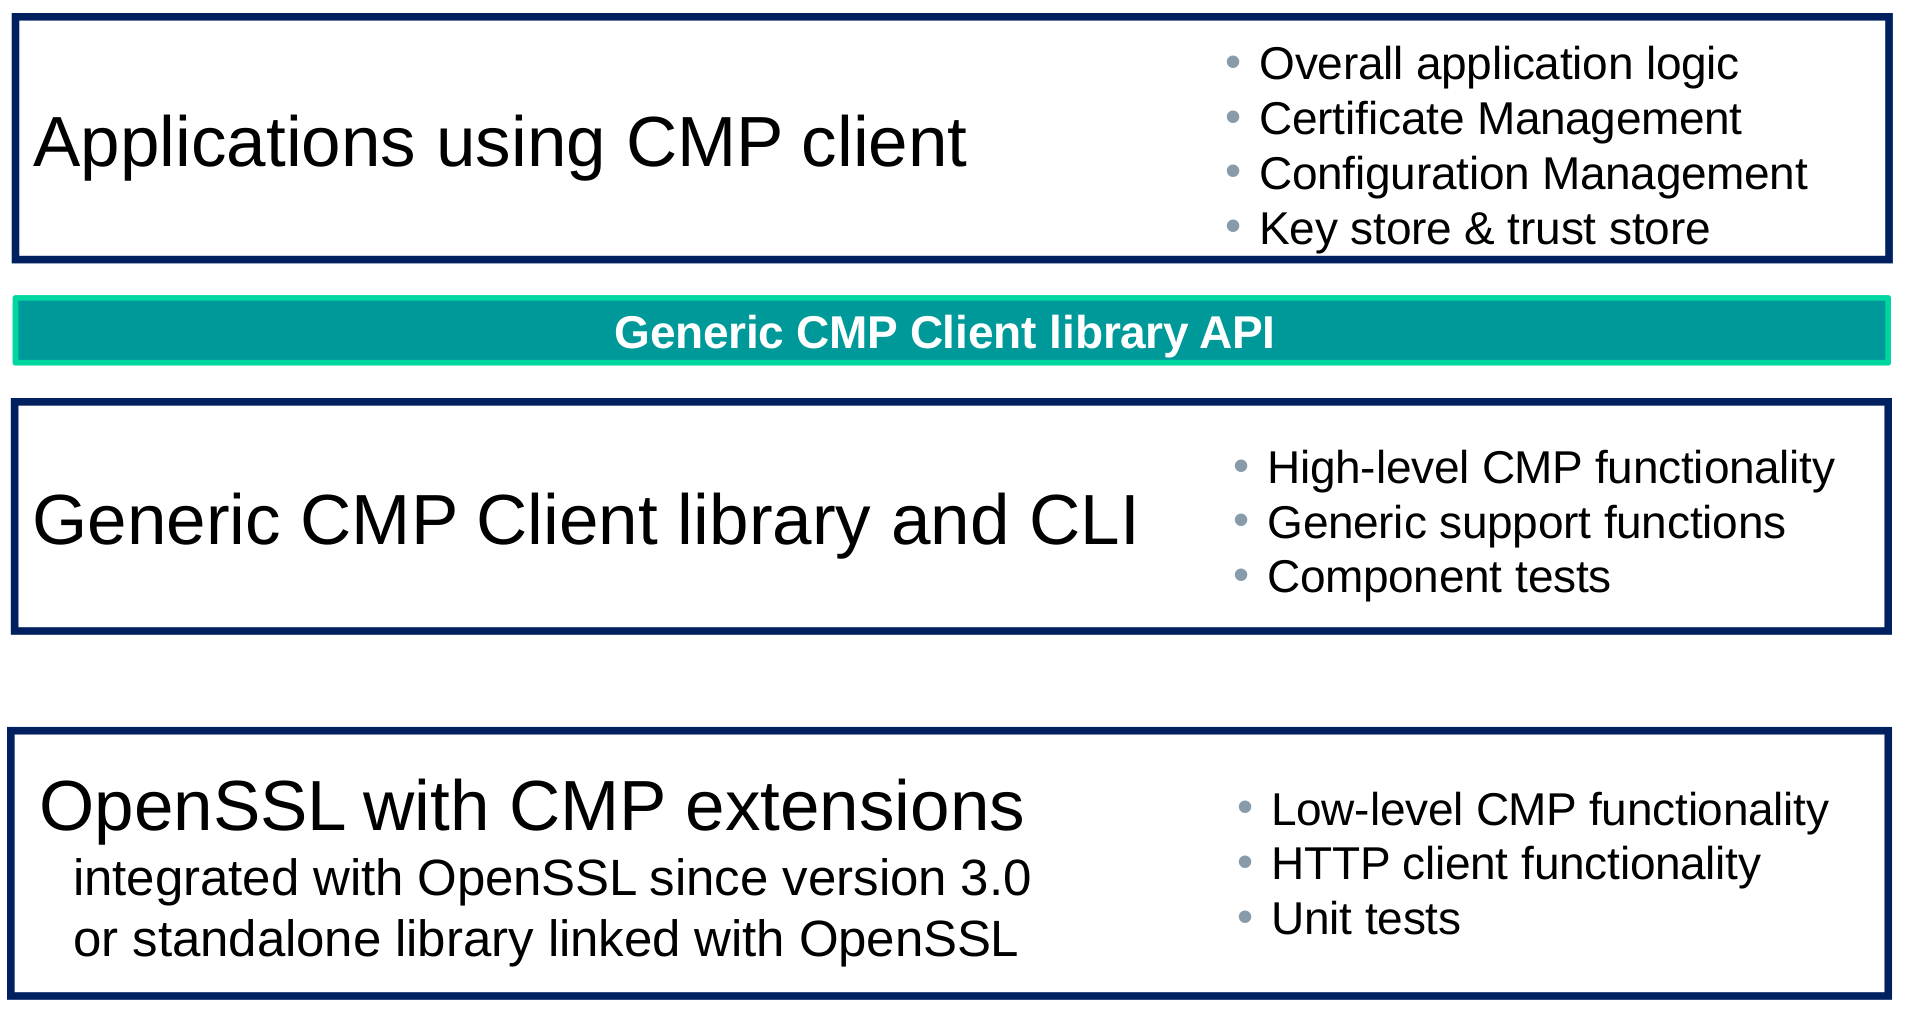 Applications using CMP client
• Overall application logic
• Certificate Management
• Configuration Management
• Key store & trust store
Generic CMP Client library API
Generic CMP Client library and CLI
• High-level CMP functionality
• Generic support functions
• Component tests
OpenSSL with CMP extensions
integrated with OpenSSL since version 3.0
or standalone library linked with OpenSSL
• Low-level CMP functionality
• HTTP client functionality
• Unit tests